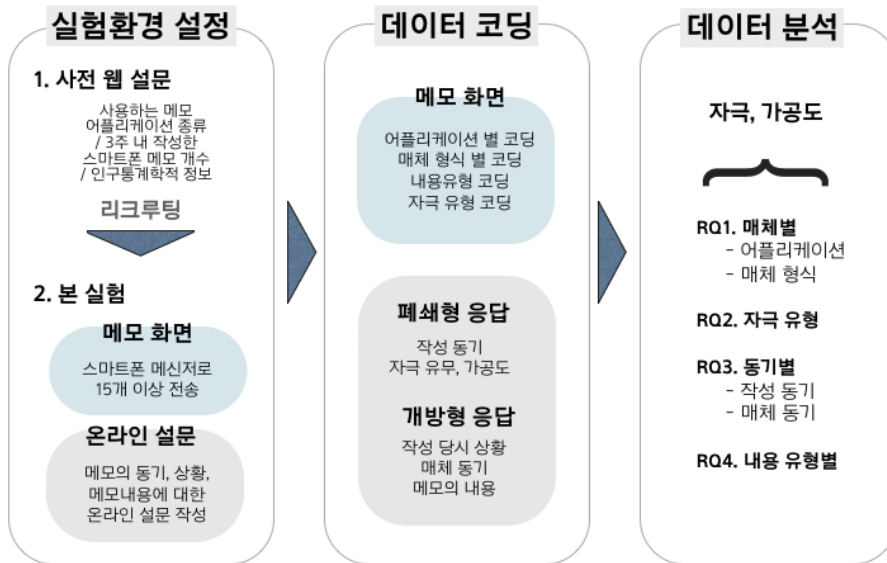 실험환경 설정
1. 사전 웹 설문
사용하는 메모
어플리케이션 종류
/ 3주 내 작성한
스마트폰 메모 개수
/ 인구통계학적 정보
리크루팅
2. 본 실험
메모 화면
스마트폰 메신저로
15개 이상 전송
온라인 설문
메모의 동기, 상황,
메모내용에 대한
온라인 설문 작성
데이터 코딩
메모 화면
어플리케이션 별 코딩
매체 형식 별 코딩
내용유형 코딩
자극 유형 코딩
폐쇄형 응답
작성 동기
자극 유무, 가공도
개방형 응답
작성 당시 상황
매체 동기
메모의 내용
데이터 분석
자극, 가공도
RQ1. 매체별
- 어플리케이션
- 매체 형식
RQ2. 자극 유형
RQ3. 동기별
- 작성 동기
- 매체 동기
RQ4. 내용 유형별